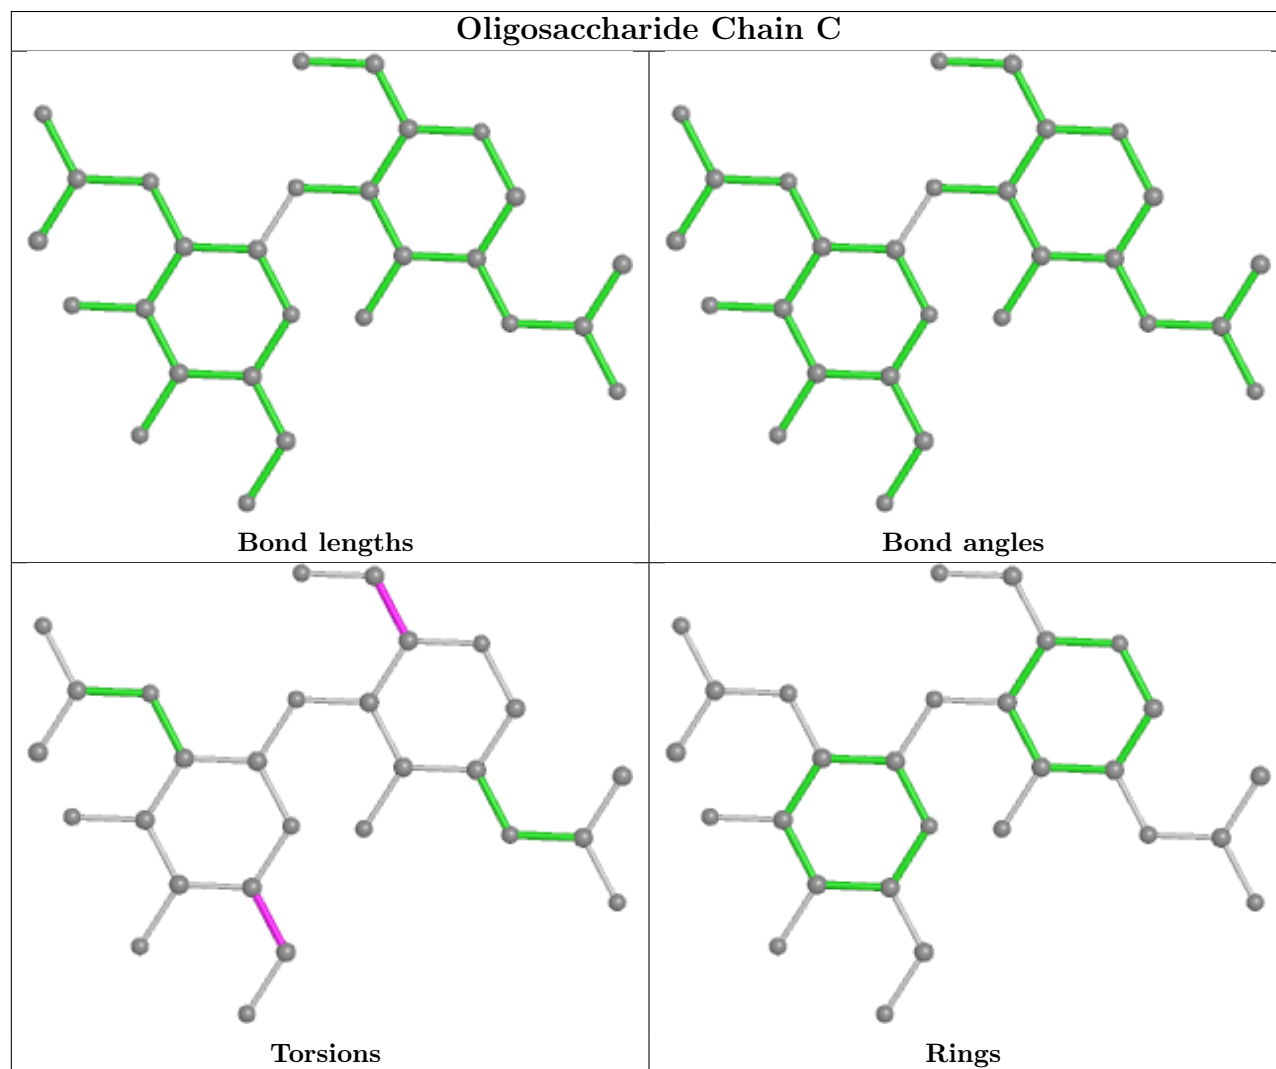 Oligosaccharide Chain C
Bond lengths
Bond angles
Torsions
Rings